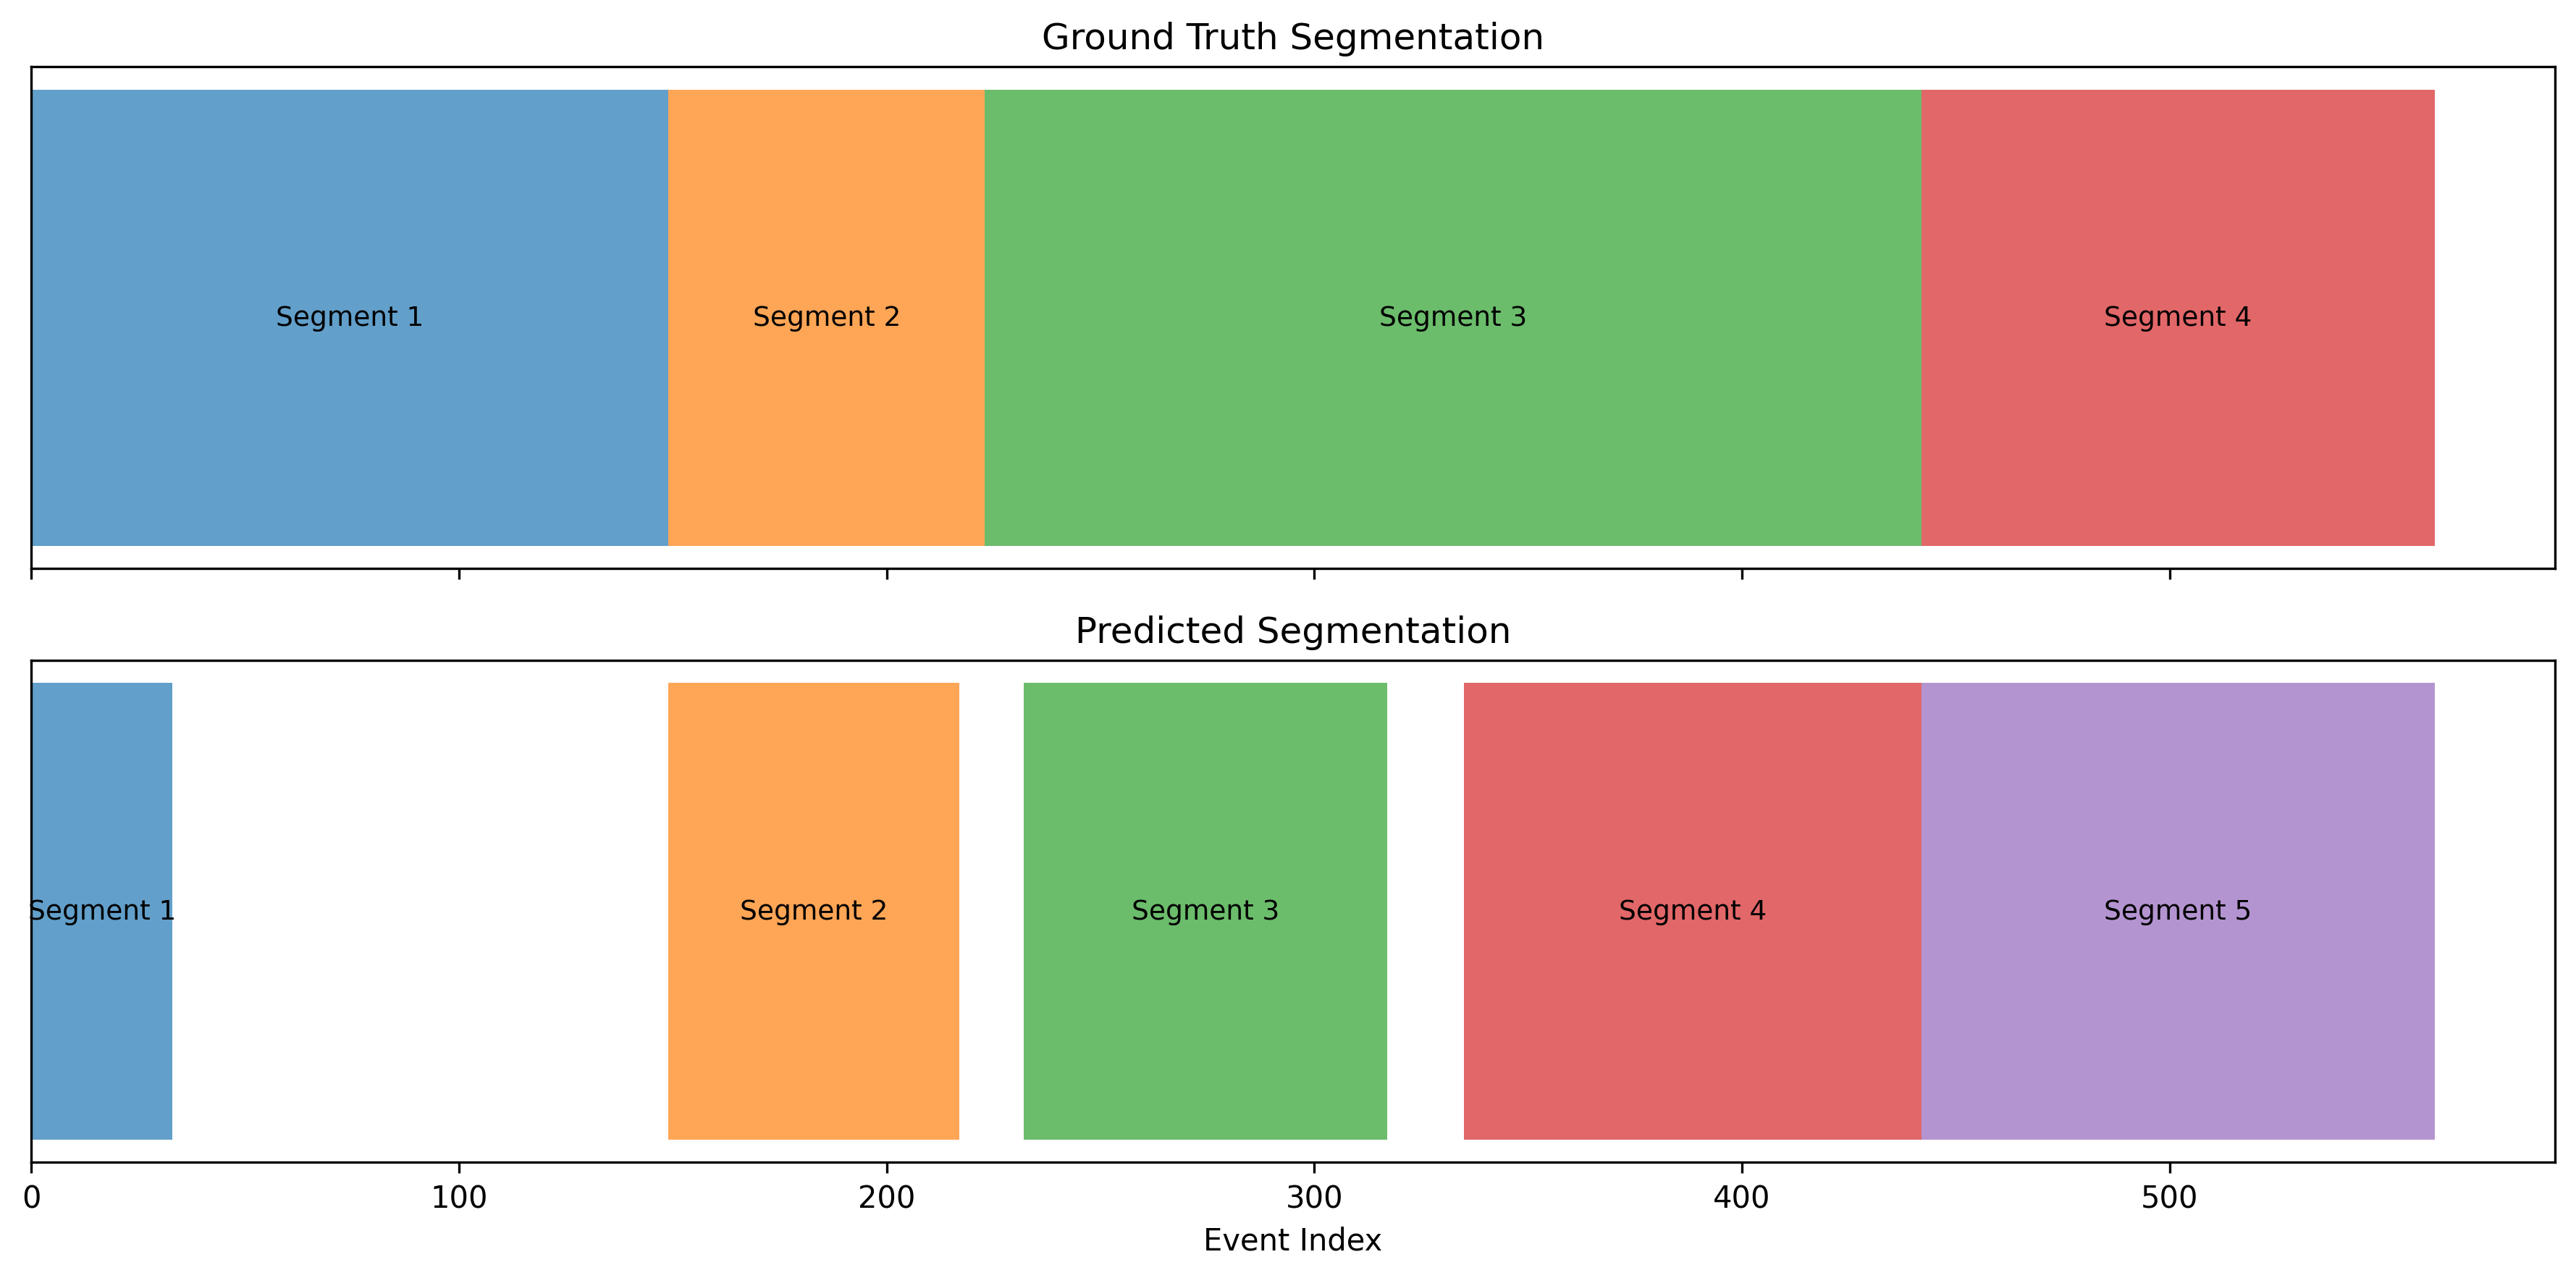 Ground Truth Segmentation
Segment 1 Segment 2 Segment 3 Segment 4
Predicted Segmentation
Segment 1 Segment 2 Segment 3 Segment 4 Segment 5
0 100 200 300 400 500
Event Index